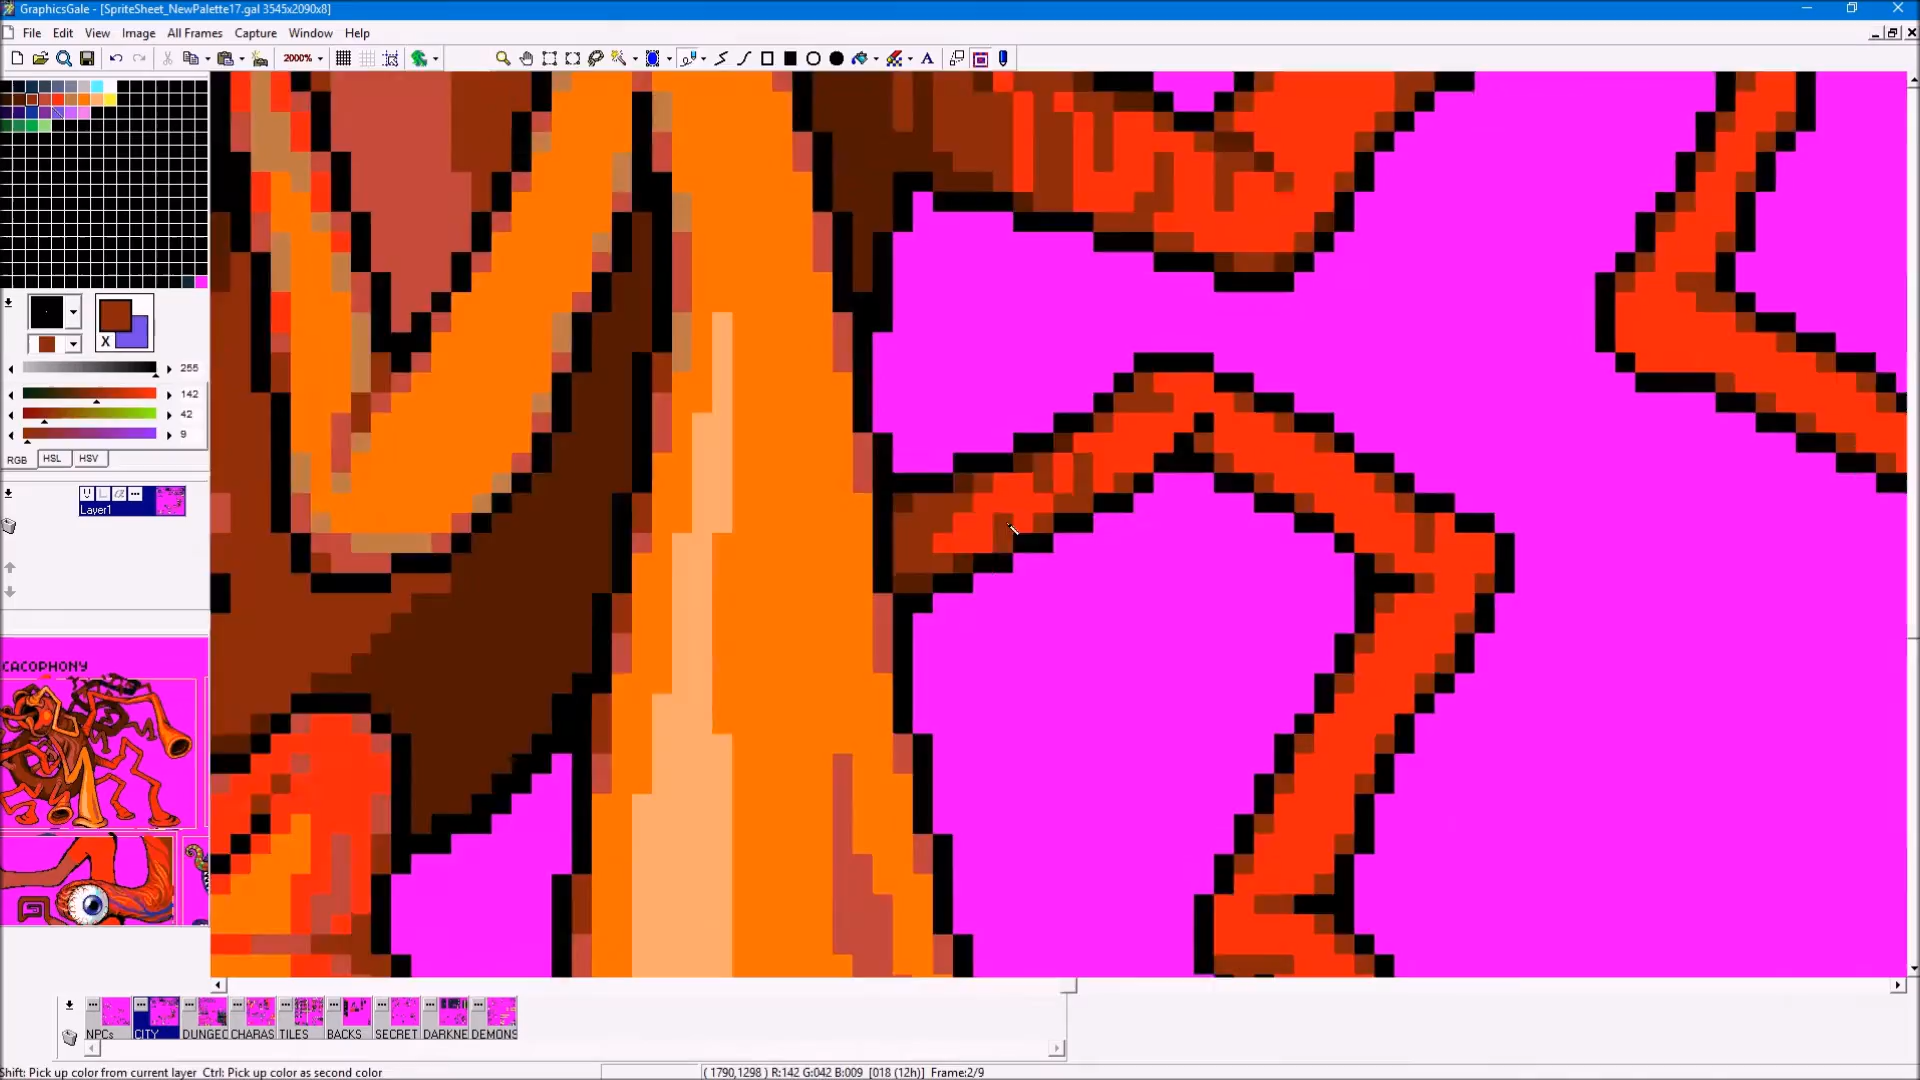 GraphicsGale - [SpriteSheet_NewPalette17.gal 3545x2090x8]
File Edit View Image All Frames Capture Window Help
2000%
A
X
255
142
42
9
RGB HSL HSV
Layer1
CACOPHONY
NPCs CITY DUNGEC CHARAS TILES BACKS SECRET DARKNE DEMONS
Shift: Pick up color from current layer Ctrl: Pick up color as second color
( 1790,1298 ) R:142 G:042 B:009 [018 (12h)] Frame:2/9